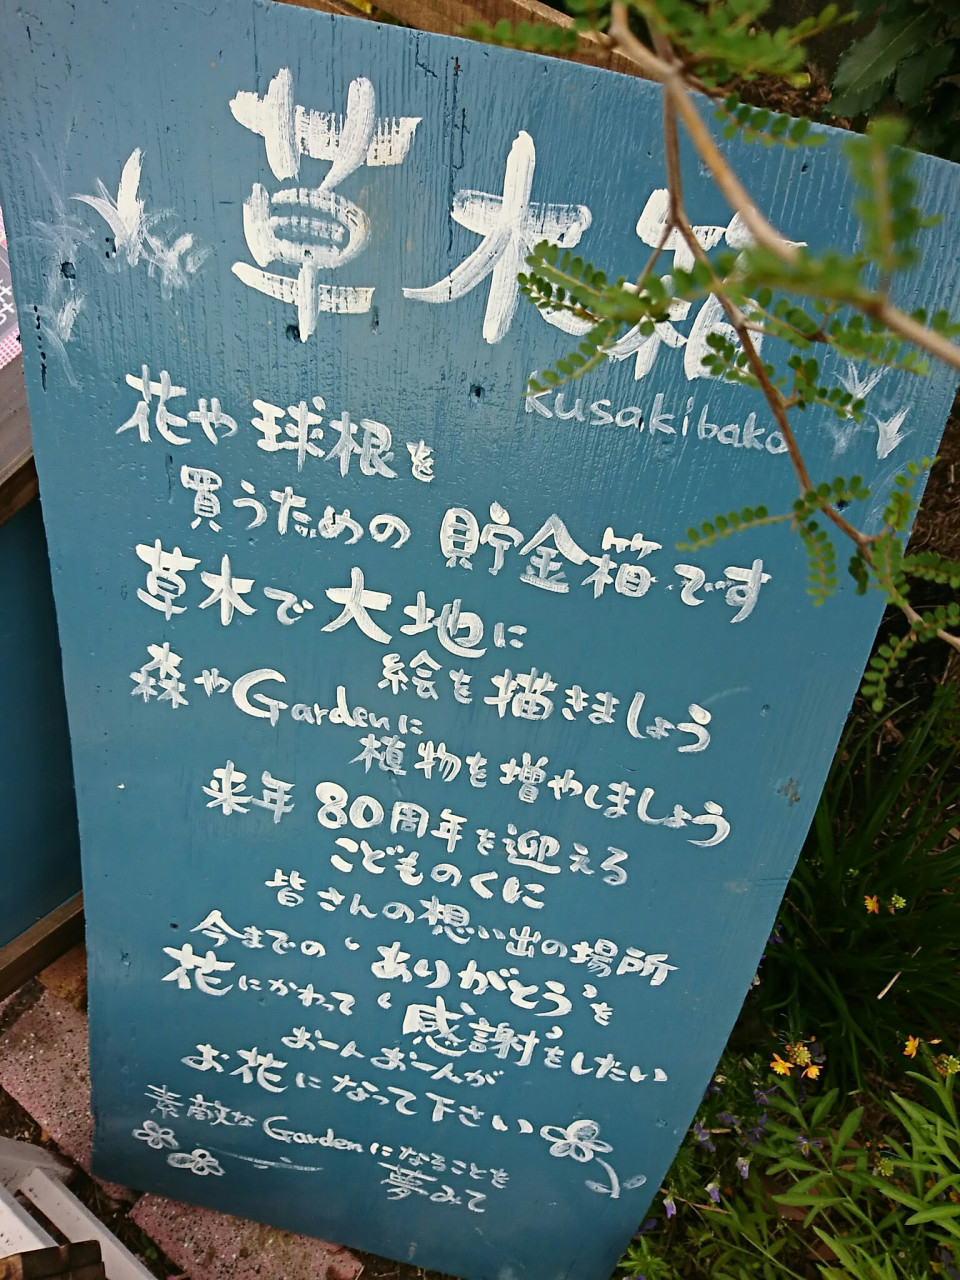 草木箱
kusakibako
花や球根を
買うための貯金箱です
草木で大地に
絵を描きましょう
森やGardenに
植物を増やしましょう
来年80周年を迎える
こどものくに
皆さんの想い出の場所
今までの“ありがとう”を
花にかわって“感謝”をしたい
おーんおーんが
お花になって下さい
素敵なGardenになることを
夢みて